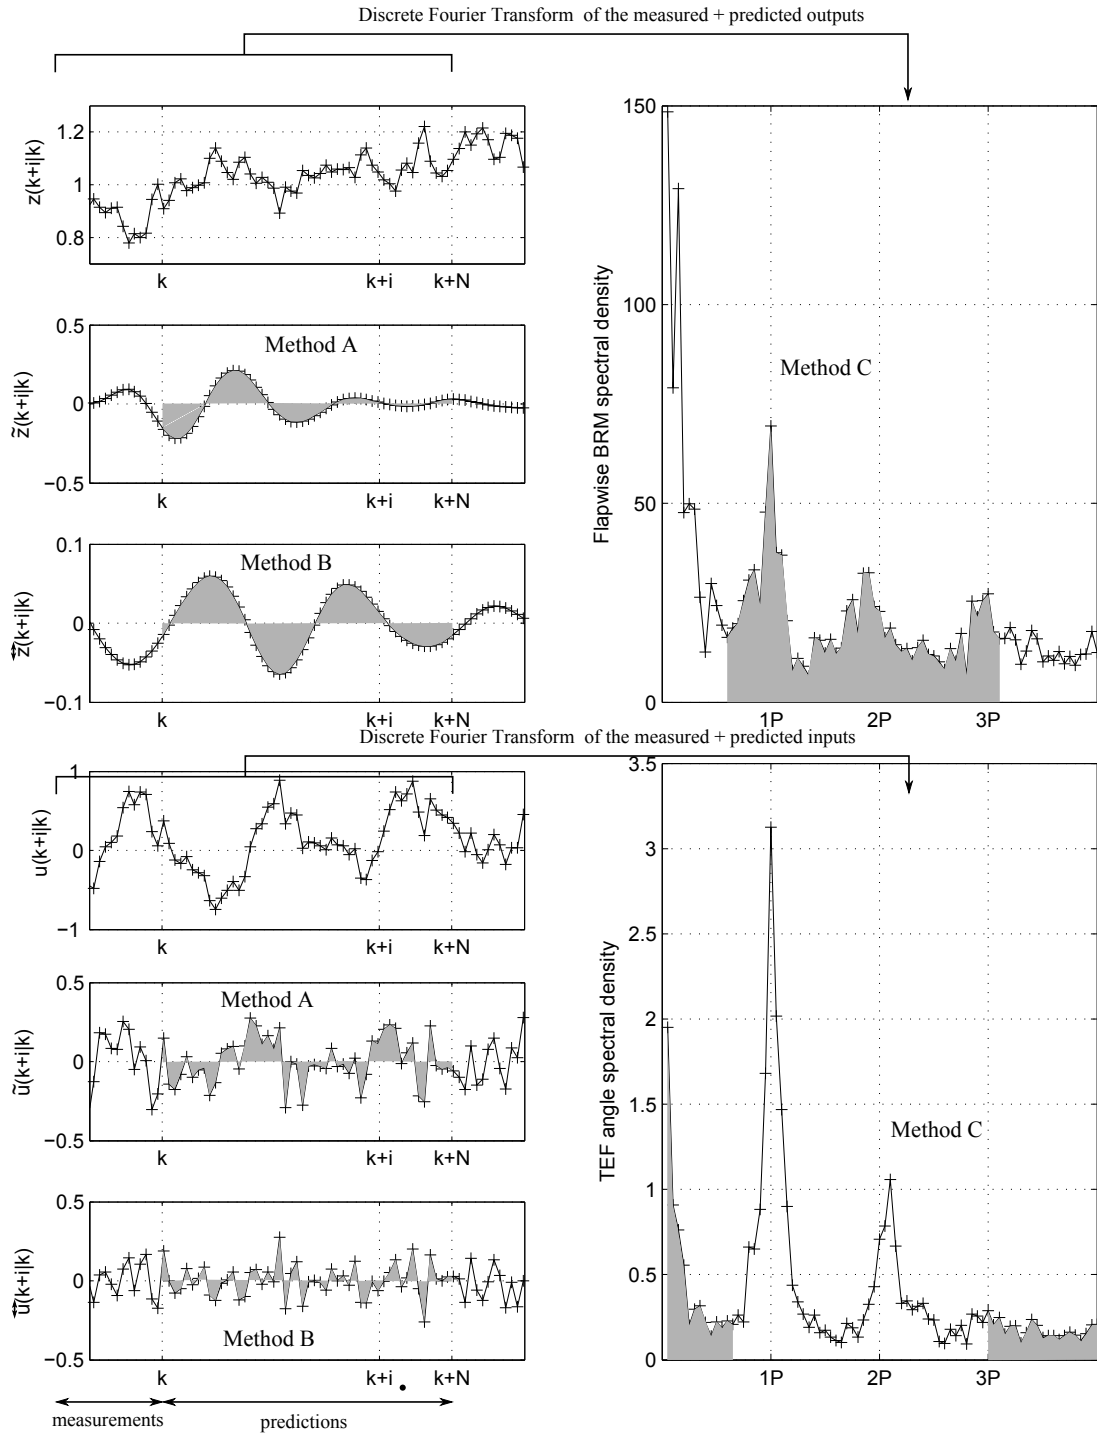 Discrete Fourier Transform of the measured + predicted outputs
z(k+i|k)
1.2
1
0.8
k
k+i
k+N
z̃(k+i|k)
0.5
0
−0.5
Method A
k
k+i
k+N
z̃̃(k+i|k)
0.1
0
−0.1
Method B
k
k+i
k+N
Flapwise BRM spectral density
150
100
50
0
Method C
1P
2P
3P
Discrete Fourier Transform of the measured + predicted inputs
u(k+i|k)
1
0
−1
k
k+i
k+N
ũ(k+i|k)
0.5
0
−0.5
Method A
k
k+i
k+N
ũ̃(k+i|k)
0.5
0
−0.5
Method B
k
k+i
k+N
measurements
predictions
TEF angle spectral density
3.5
3
2.5
2
1.5
1
0.5
0
Method C
1P
2P
3P